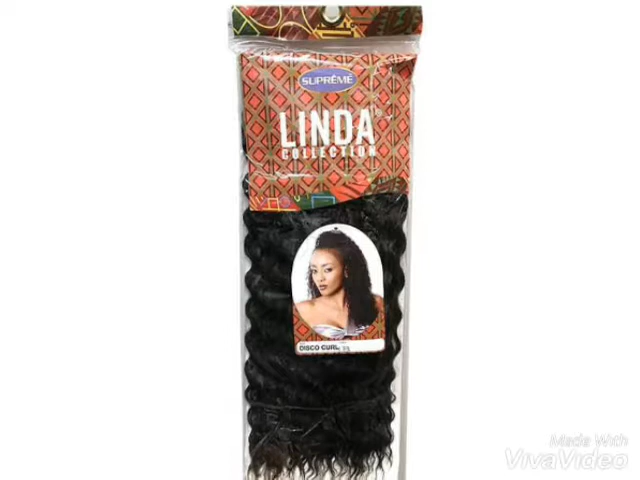 SUPRÊME
LINDA
COLLECTION
DISCO CURL
Made With
VivaVideo